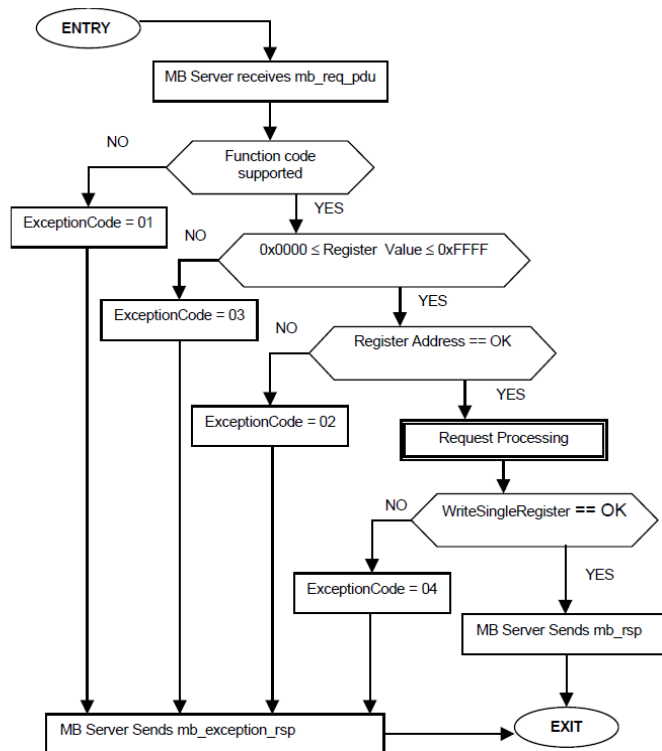 ENTRY
MB Server receives mb_req_pdu
NO
Function code
supported
YES
ExceptionCode = 01
NO
0x0000 ≤ Register Value ≤ 0xFFFF
YES
ExceptionCode = 03
NO
Register Address == OK
YES
ExceptionCode = 02
Request Processing
NO
WriteSingleRegister == OK
YES
ExceptionCode = 04
MB Server Sends mb_rsp
MB Server Sends mb_exception_rsp
EXIT